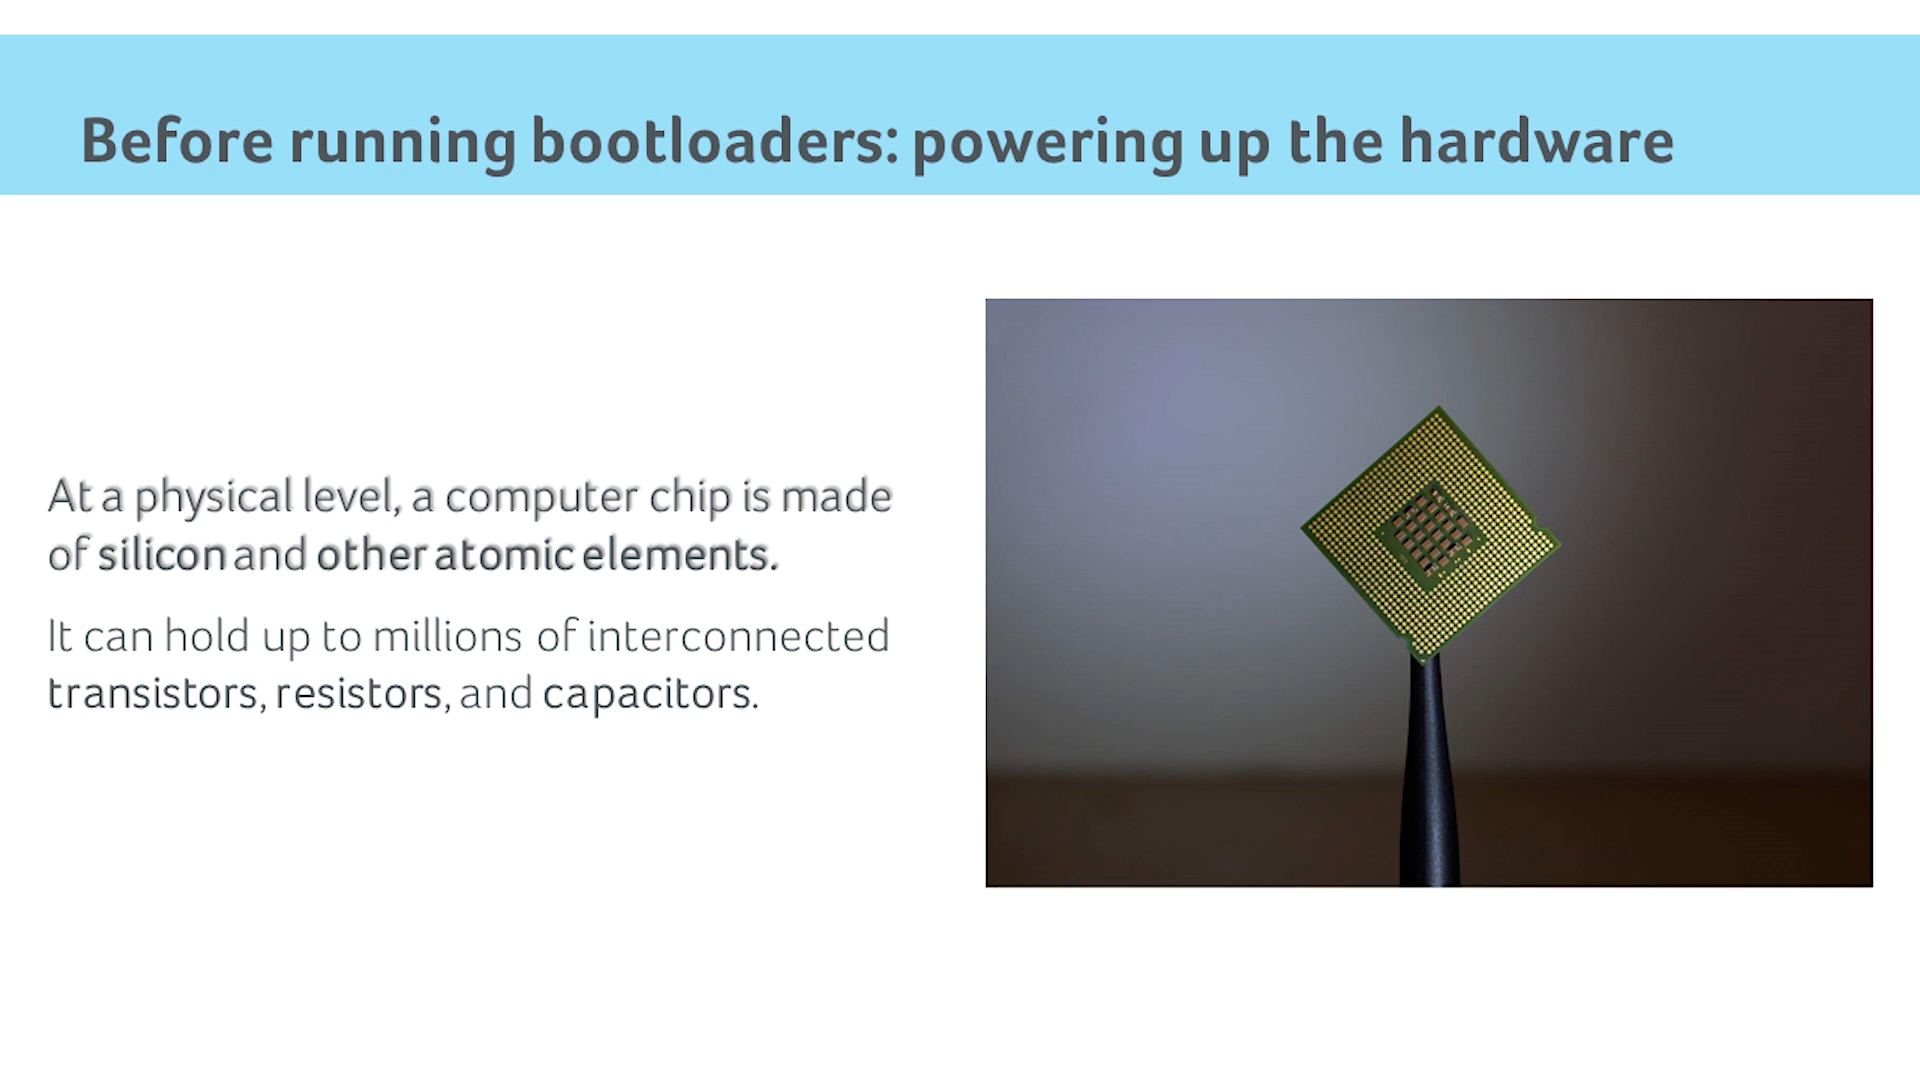 Before running bootloaders: powering up the hardware
At a physical level, a computer chip is made
of silicon and other atomic elements.
It can hold up to millions of interconnected
transistors, resistors, and capacitors.